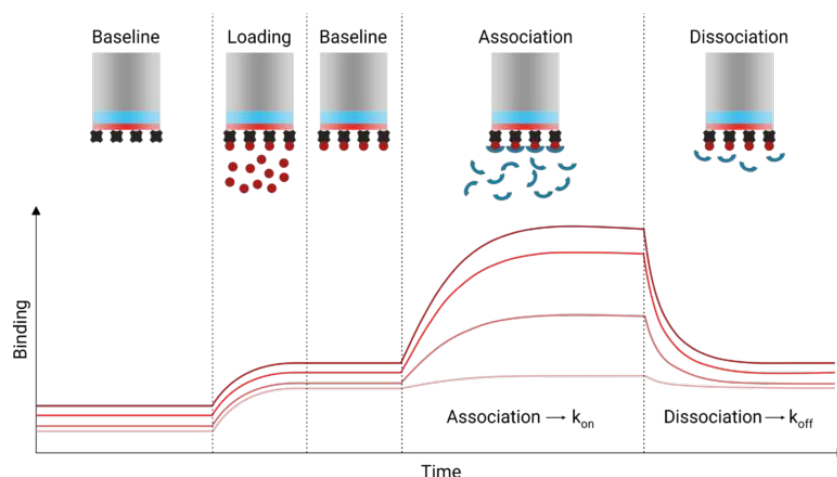 Baseline
Loading
Baseline
Association
Dissociation
Binding
Association → kon
Dissociation → koff
Time